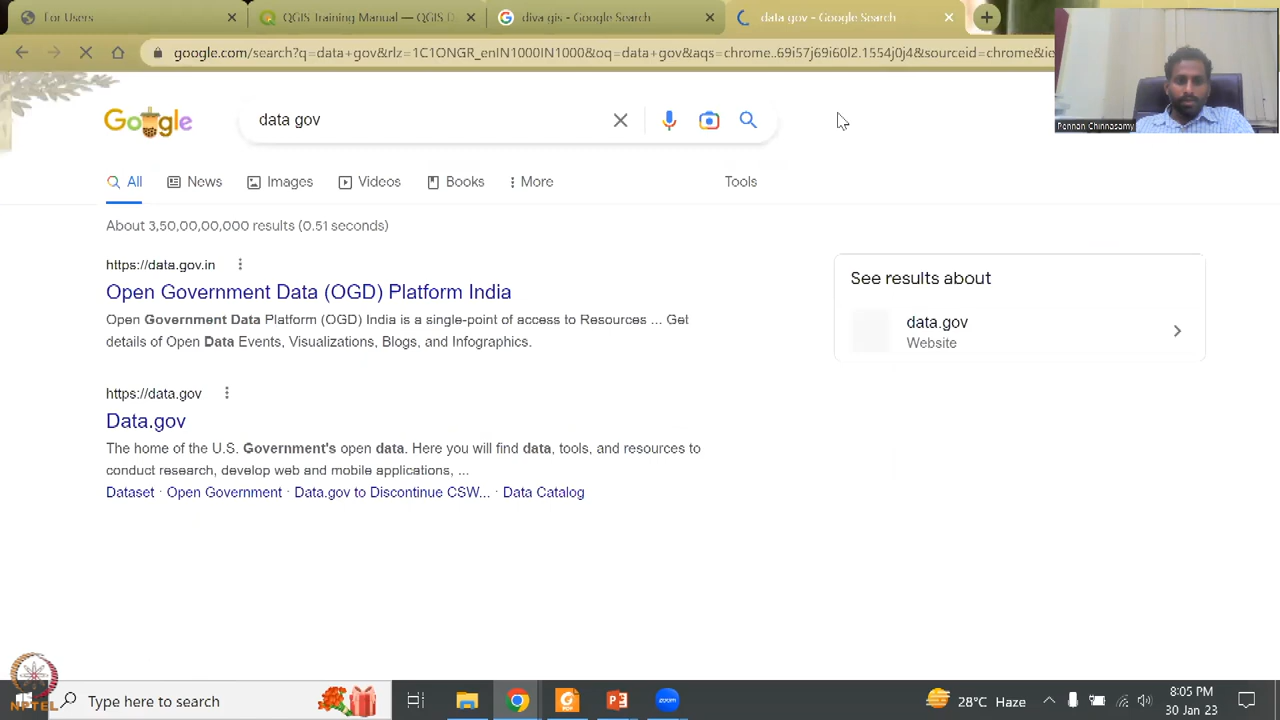 For Users
QGIS Training Manual — QGIS D
diva gis - Google Search
data gov - Google Search
google.com/search?q=data+gov&rlz=1C1ONGR_enIN1000IN1000&oq=data+gov&aqs=chrome..69i57j69i60l2.1554j0j4&sourceid=chrome&ie
Google
data gov
Pennan Chinnasamy
All
News
Images
Videos
Books
More
Tools
About 3,50,00,00,000 results (0.51 seconds)
https://data.gov.in
Open Government Data (OGD) Platform India
Open Government Data Platform (OGD) India is a single-point of access to Resources ... Get
details of Open Data Events, Visualizations, Blogs, and Infographics.
See results about
data.gov
Website
https://data.gov
Data.gov
The home of the U.S. Government's open data. Here you will find data, tools, and resources to
conduct research, develop web and mobile applications, ...
Dataset · Open Government · Data.gov to Discontinue CSW... · Data Catalog
NPTEL
Type here to search
zoom
28°C Haze
8:05 PM
30 Jan 23